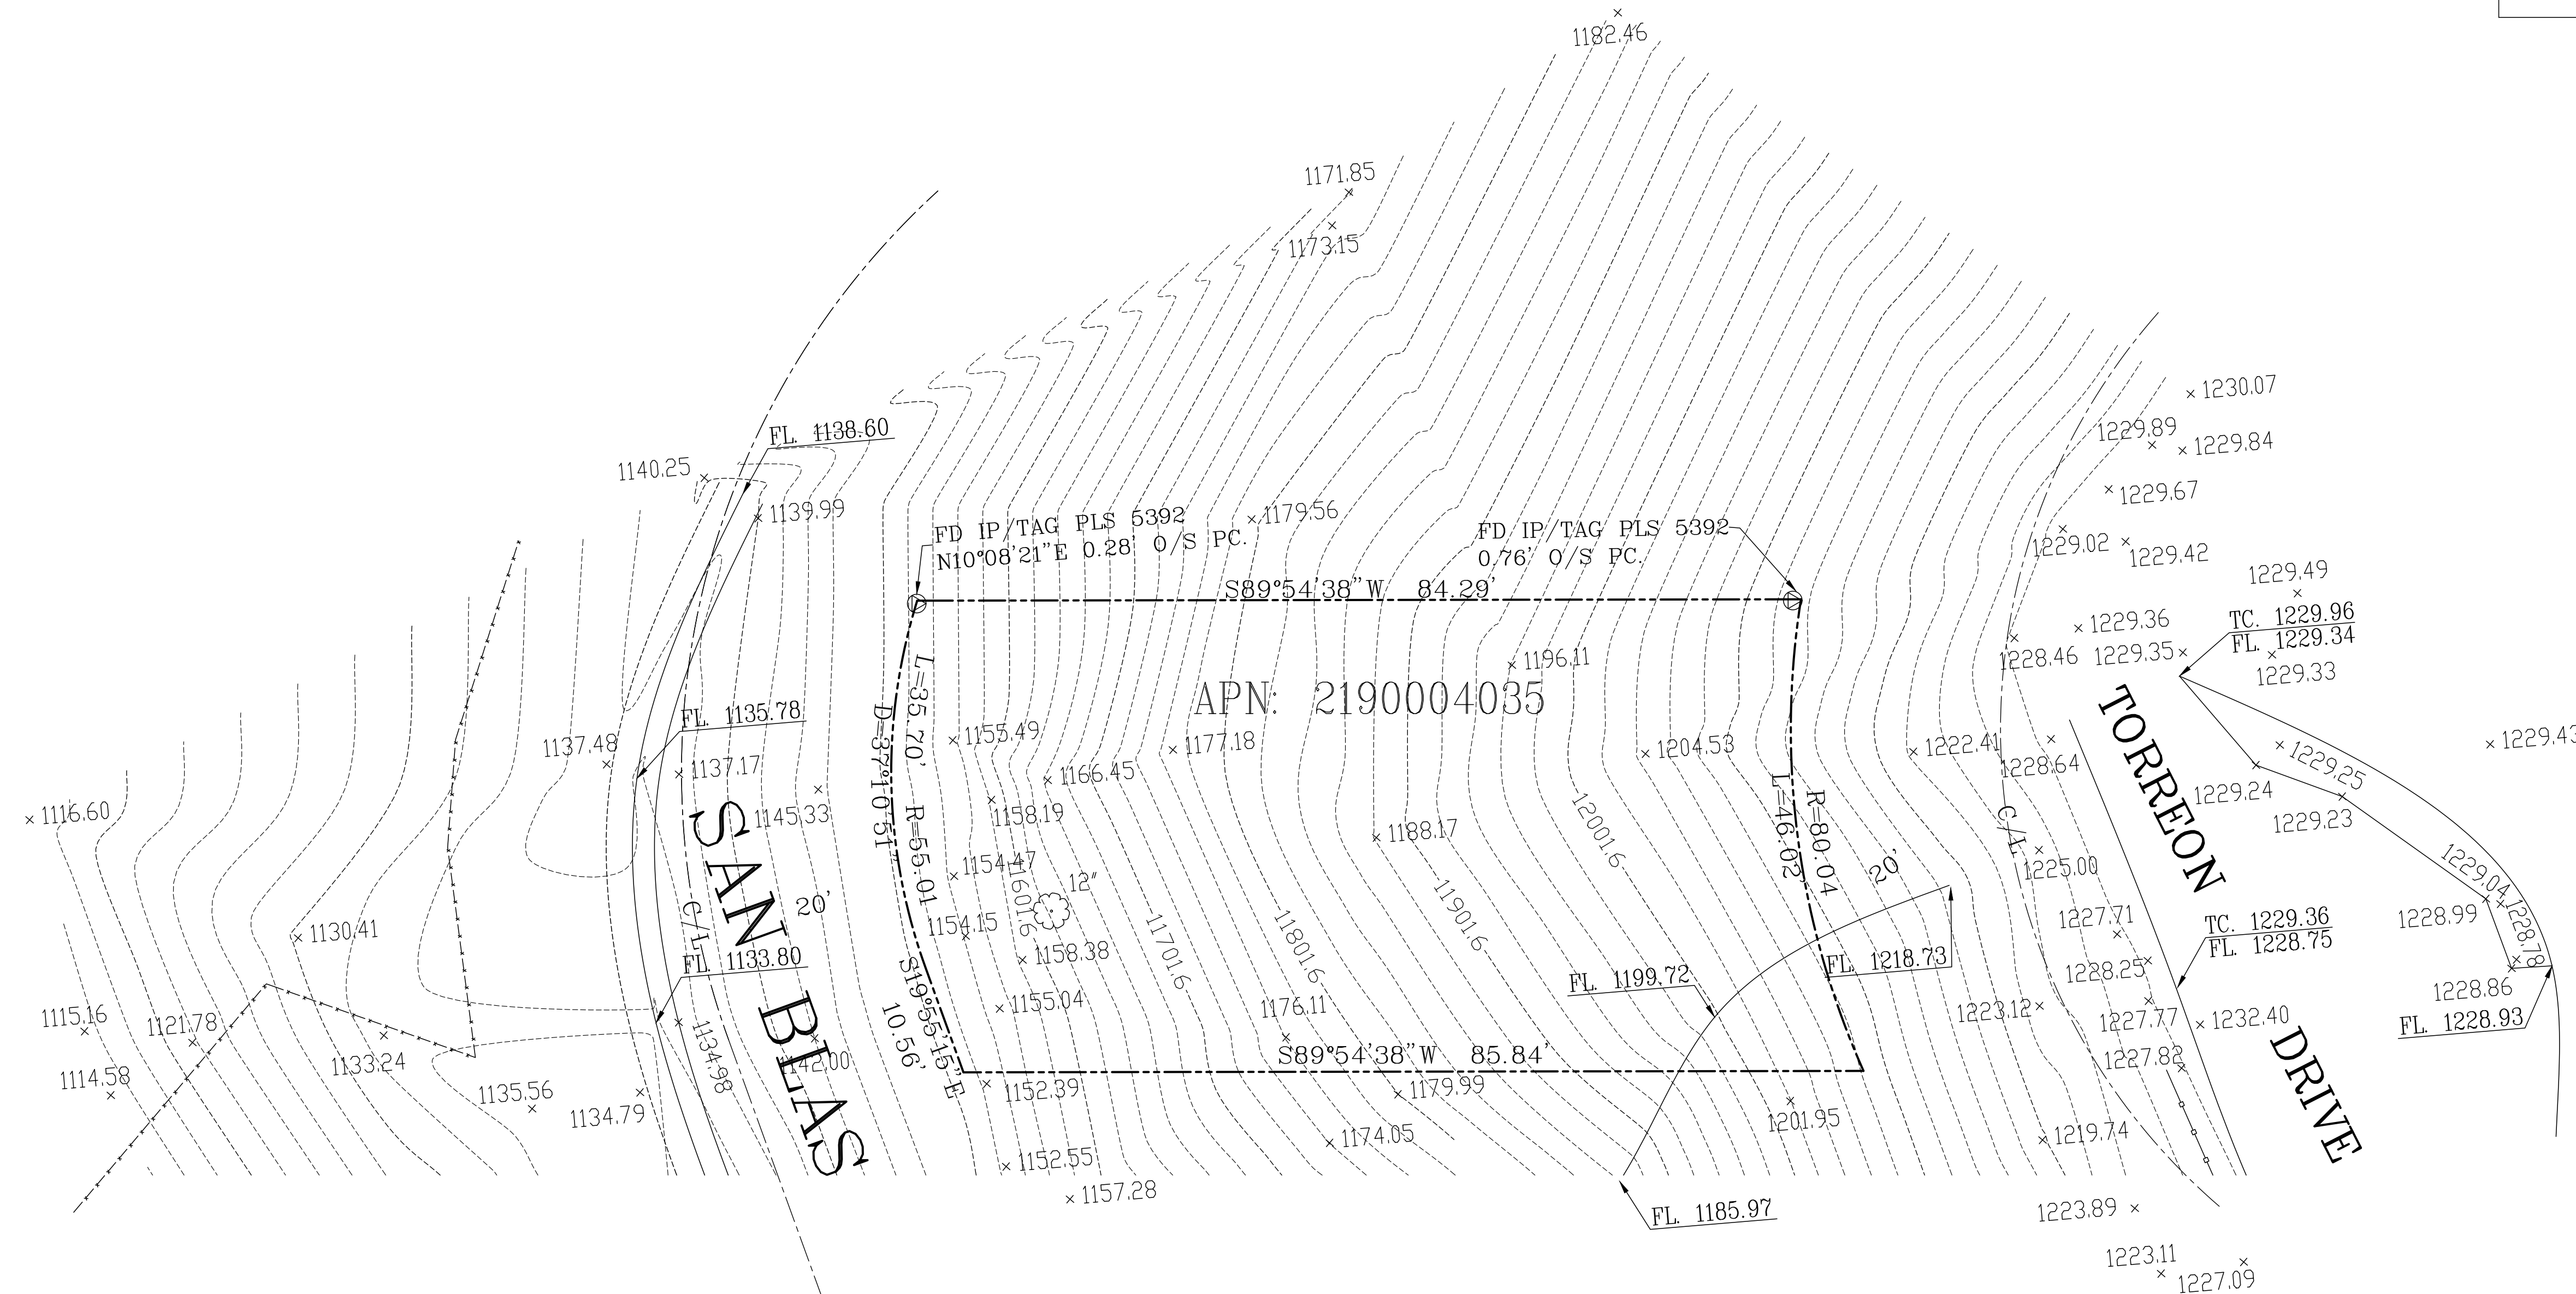 1182.46
1171.85
1173.15
1230.07
1229.89
1229.84
FL. 1138.60
1140.25
1139.99
1229.67
FD IP/TAG PLS 5392
N10°08'21"E 0.28' O/S PC.
1179.56
FD IP/TAG PLS 5392
0.76' O/S PC.
1229.02
1229.42
1229.49
S89°54'38"W 84.29'
TC. 1229.96
FL. 1229.34
1229.36
1229.35
1228.46
1229.33
1196.11
APN: 2190004035
L=35.70' R=55.01
D=37°10'51"
FL. 1135.78
1137.48
1137.17
1155.49
1177.18
1204.53
1222.41
1228.64
1229.25
1229.43
1166.45
1145.33
1158.19
1188.17
R=80.04
L=46.02'
1229.24
1229.23
TORREON DRIVE
1116.60
SAN BLAS
C/L
20'
1154.47
12"
1154.15
1158.38
20'
C/L
1225.00
1229.04
1228.99
1228.78
1227.71
TC. 1229.36
FL. 1228.75
1130.41
FL. 1133.80
S19°55'15"E
10.56'
FL. 1199.72
FL. 1218.73
1228.25
1228.86
FL. 1228.93
1115.16
1121.78
1133.24
1114.58
1135.56
1134.79
1134.98
1142.00
1155.04
1176.11
1223.12
1227.77
1232.40
1227.82
S89°54'38"W 85.84'
1152.39
1179.99
1201.95
1219.74
1174.05
1152.55
1157.28
FL. 1185.97
1223.89
1223.11
1227.09